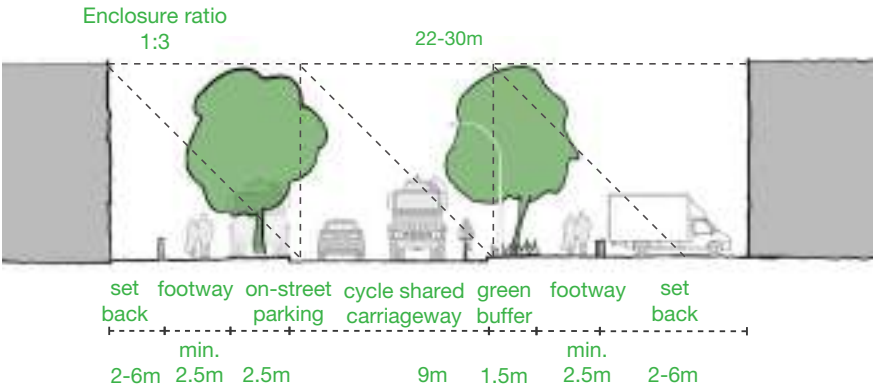 Enclosure ratio
1:3
22-30m
set back
footway
on-street parking
cycle shared carriageway
green buffer
footway
set back
2-6m
min. 2.5m
2.5m
9m
1.5m
min. 2.5m
2-6m